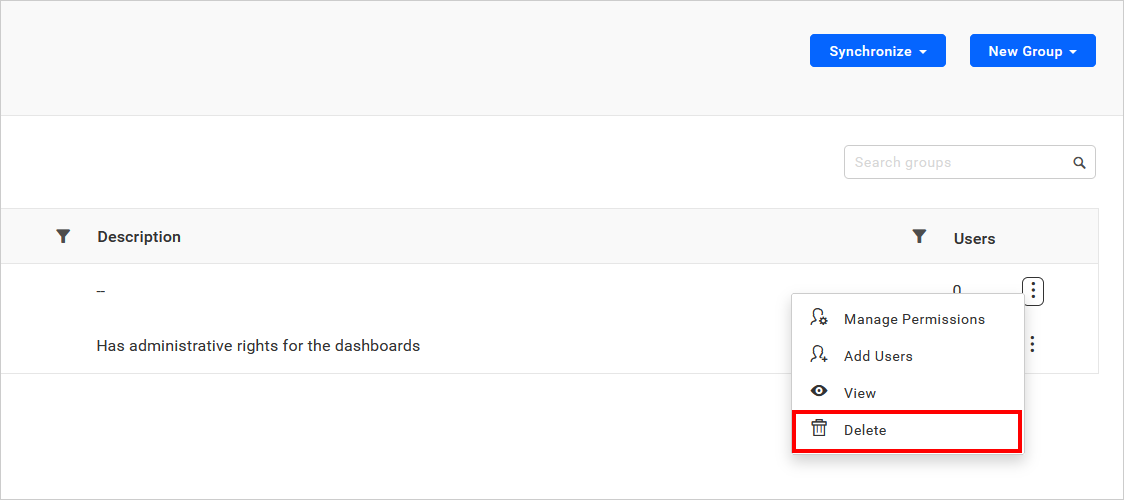 Synchronize
New Group
Search groups
Description
Users
--
0
Has administrative rights for the dashboards
Manage Permissions
Add Users
View
Delete